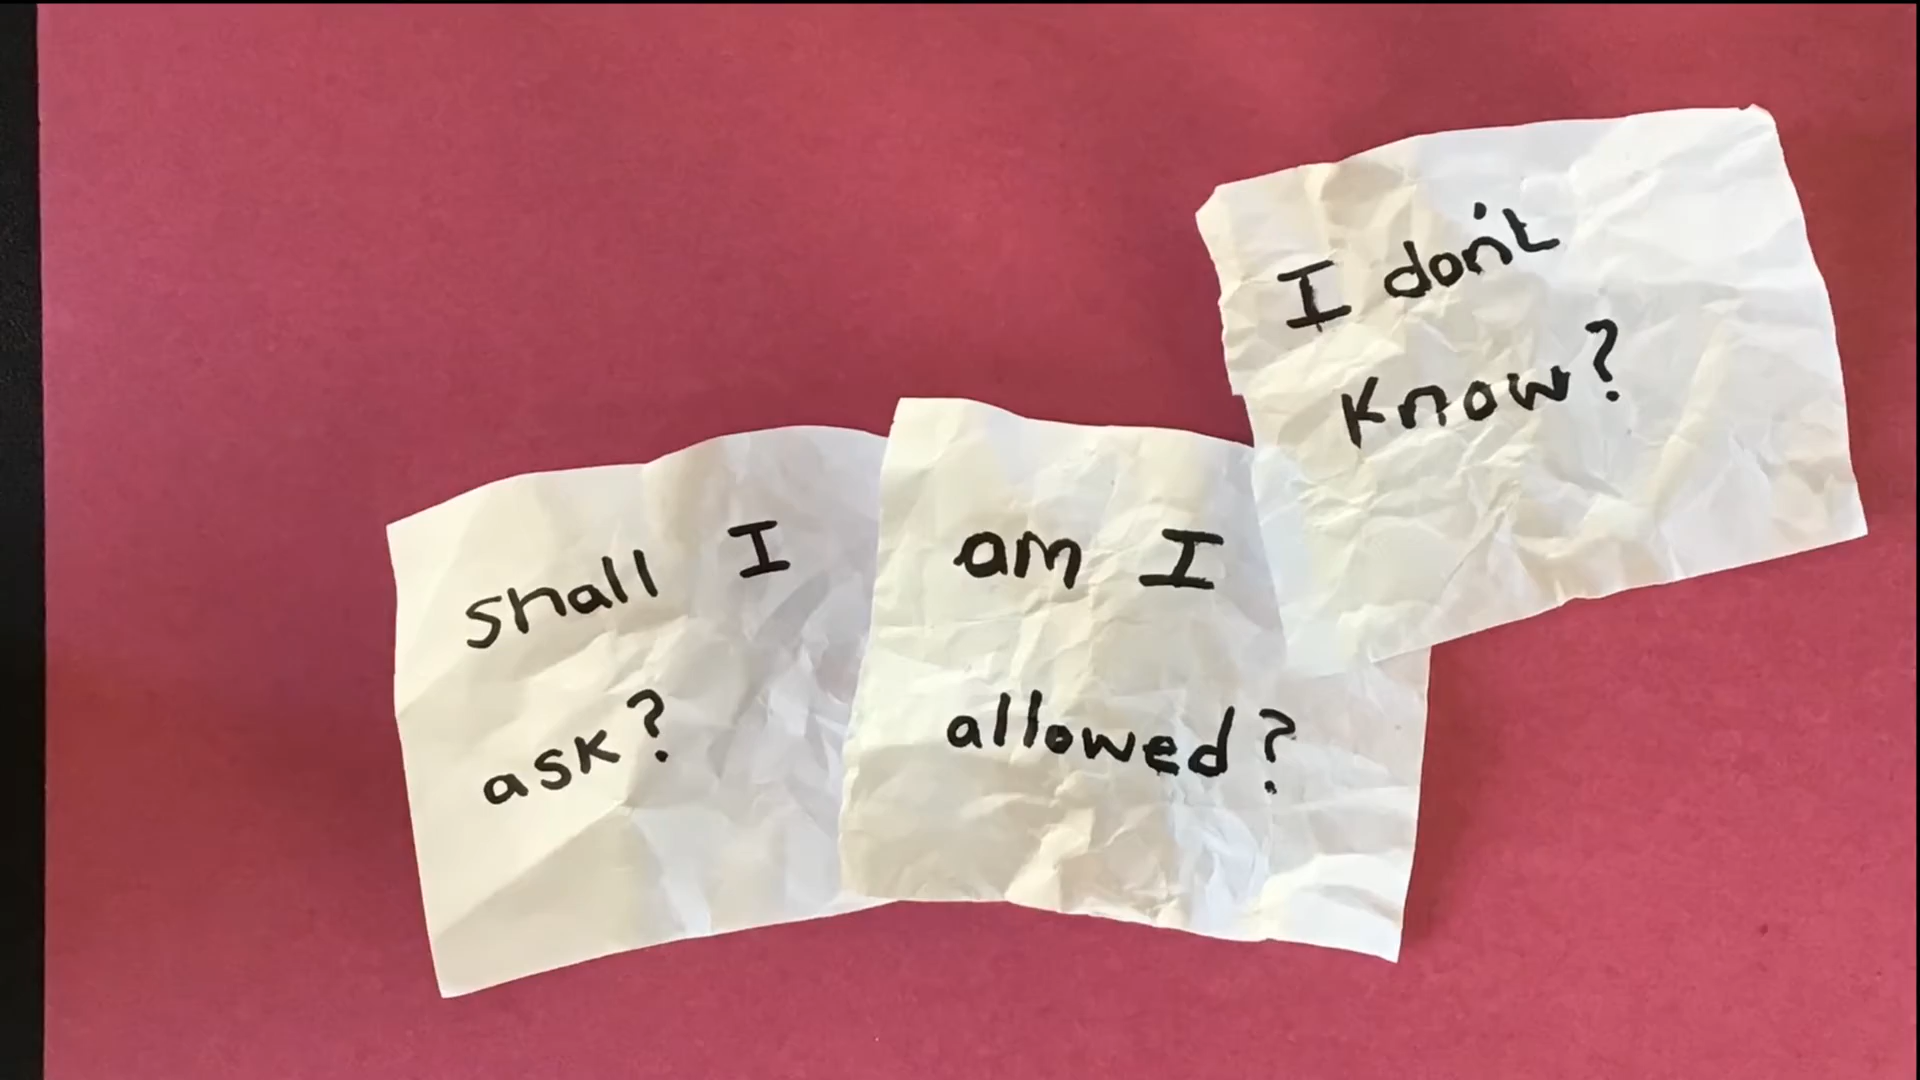 shall I
ask?
am I
allowed?
I don't
know?